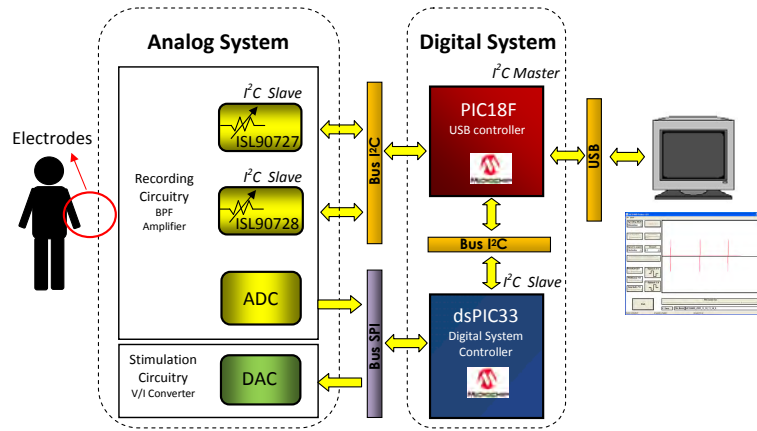 Analog System
Digital System
I²C Slave
I²C Master
PIC18F
USB controller
MICROCHIP
ISL90727
Electrodes
Bus I²C
USB
Recording
Circuitry
BPF
Amplifier
I²C Slave
ISL90728
Bus I²C
I²C Slave
ADC
dsPIC33
Digital System
Controller
MICROCHIP
Bus SPI
Stimulation
Circuitry
V/I Converter
DAC